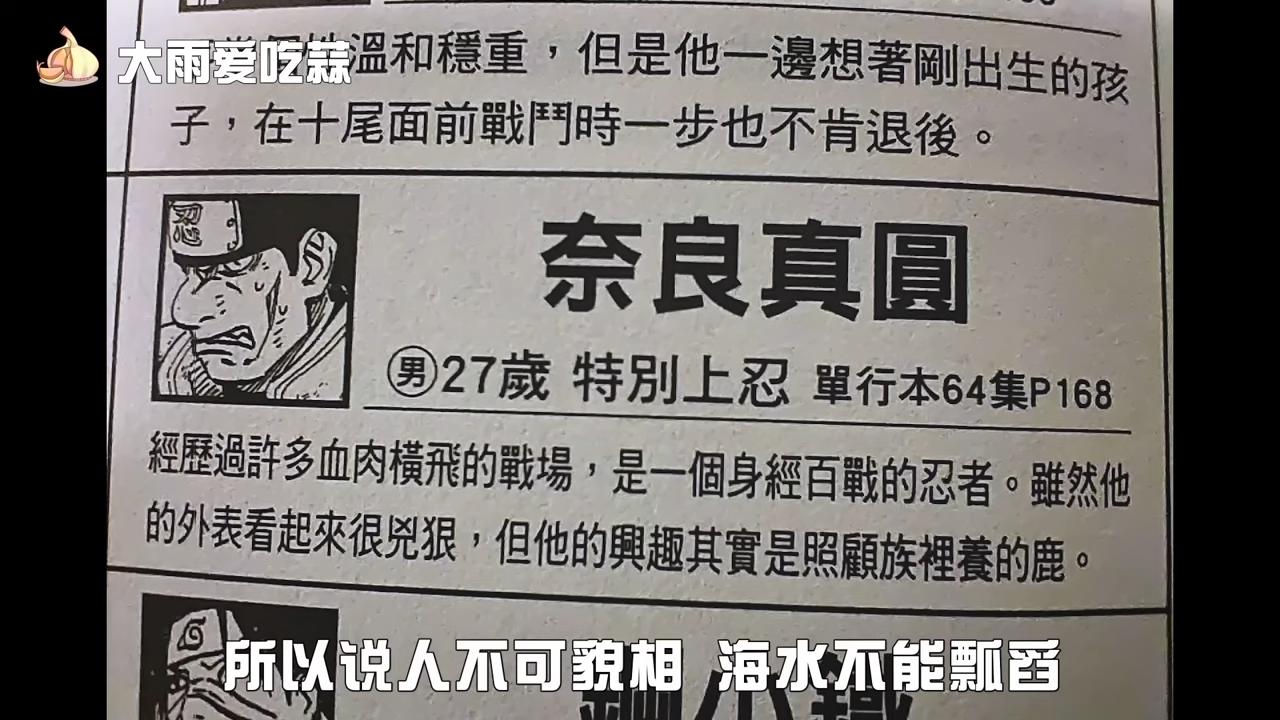 大雨爱吃蒜
溫和穩重，但是他一邊想著剛出生的孩
子，在十尾面前戰鬥時一步也不肯退後。
忍
奈良真圓
男27歲 特別上忍 單行本64集P168
經歷過許多血肉橫飛的戰場，是一個身經百戰的忍者。雖然他
的外表看起來很兇狠，但他的興趣其實是照顧族裡養的鹿。
所以说人不可貌相 海水不能瓢舀